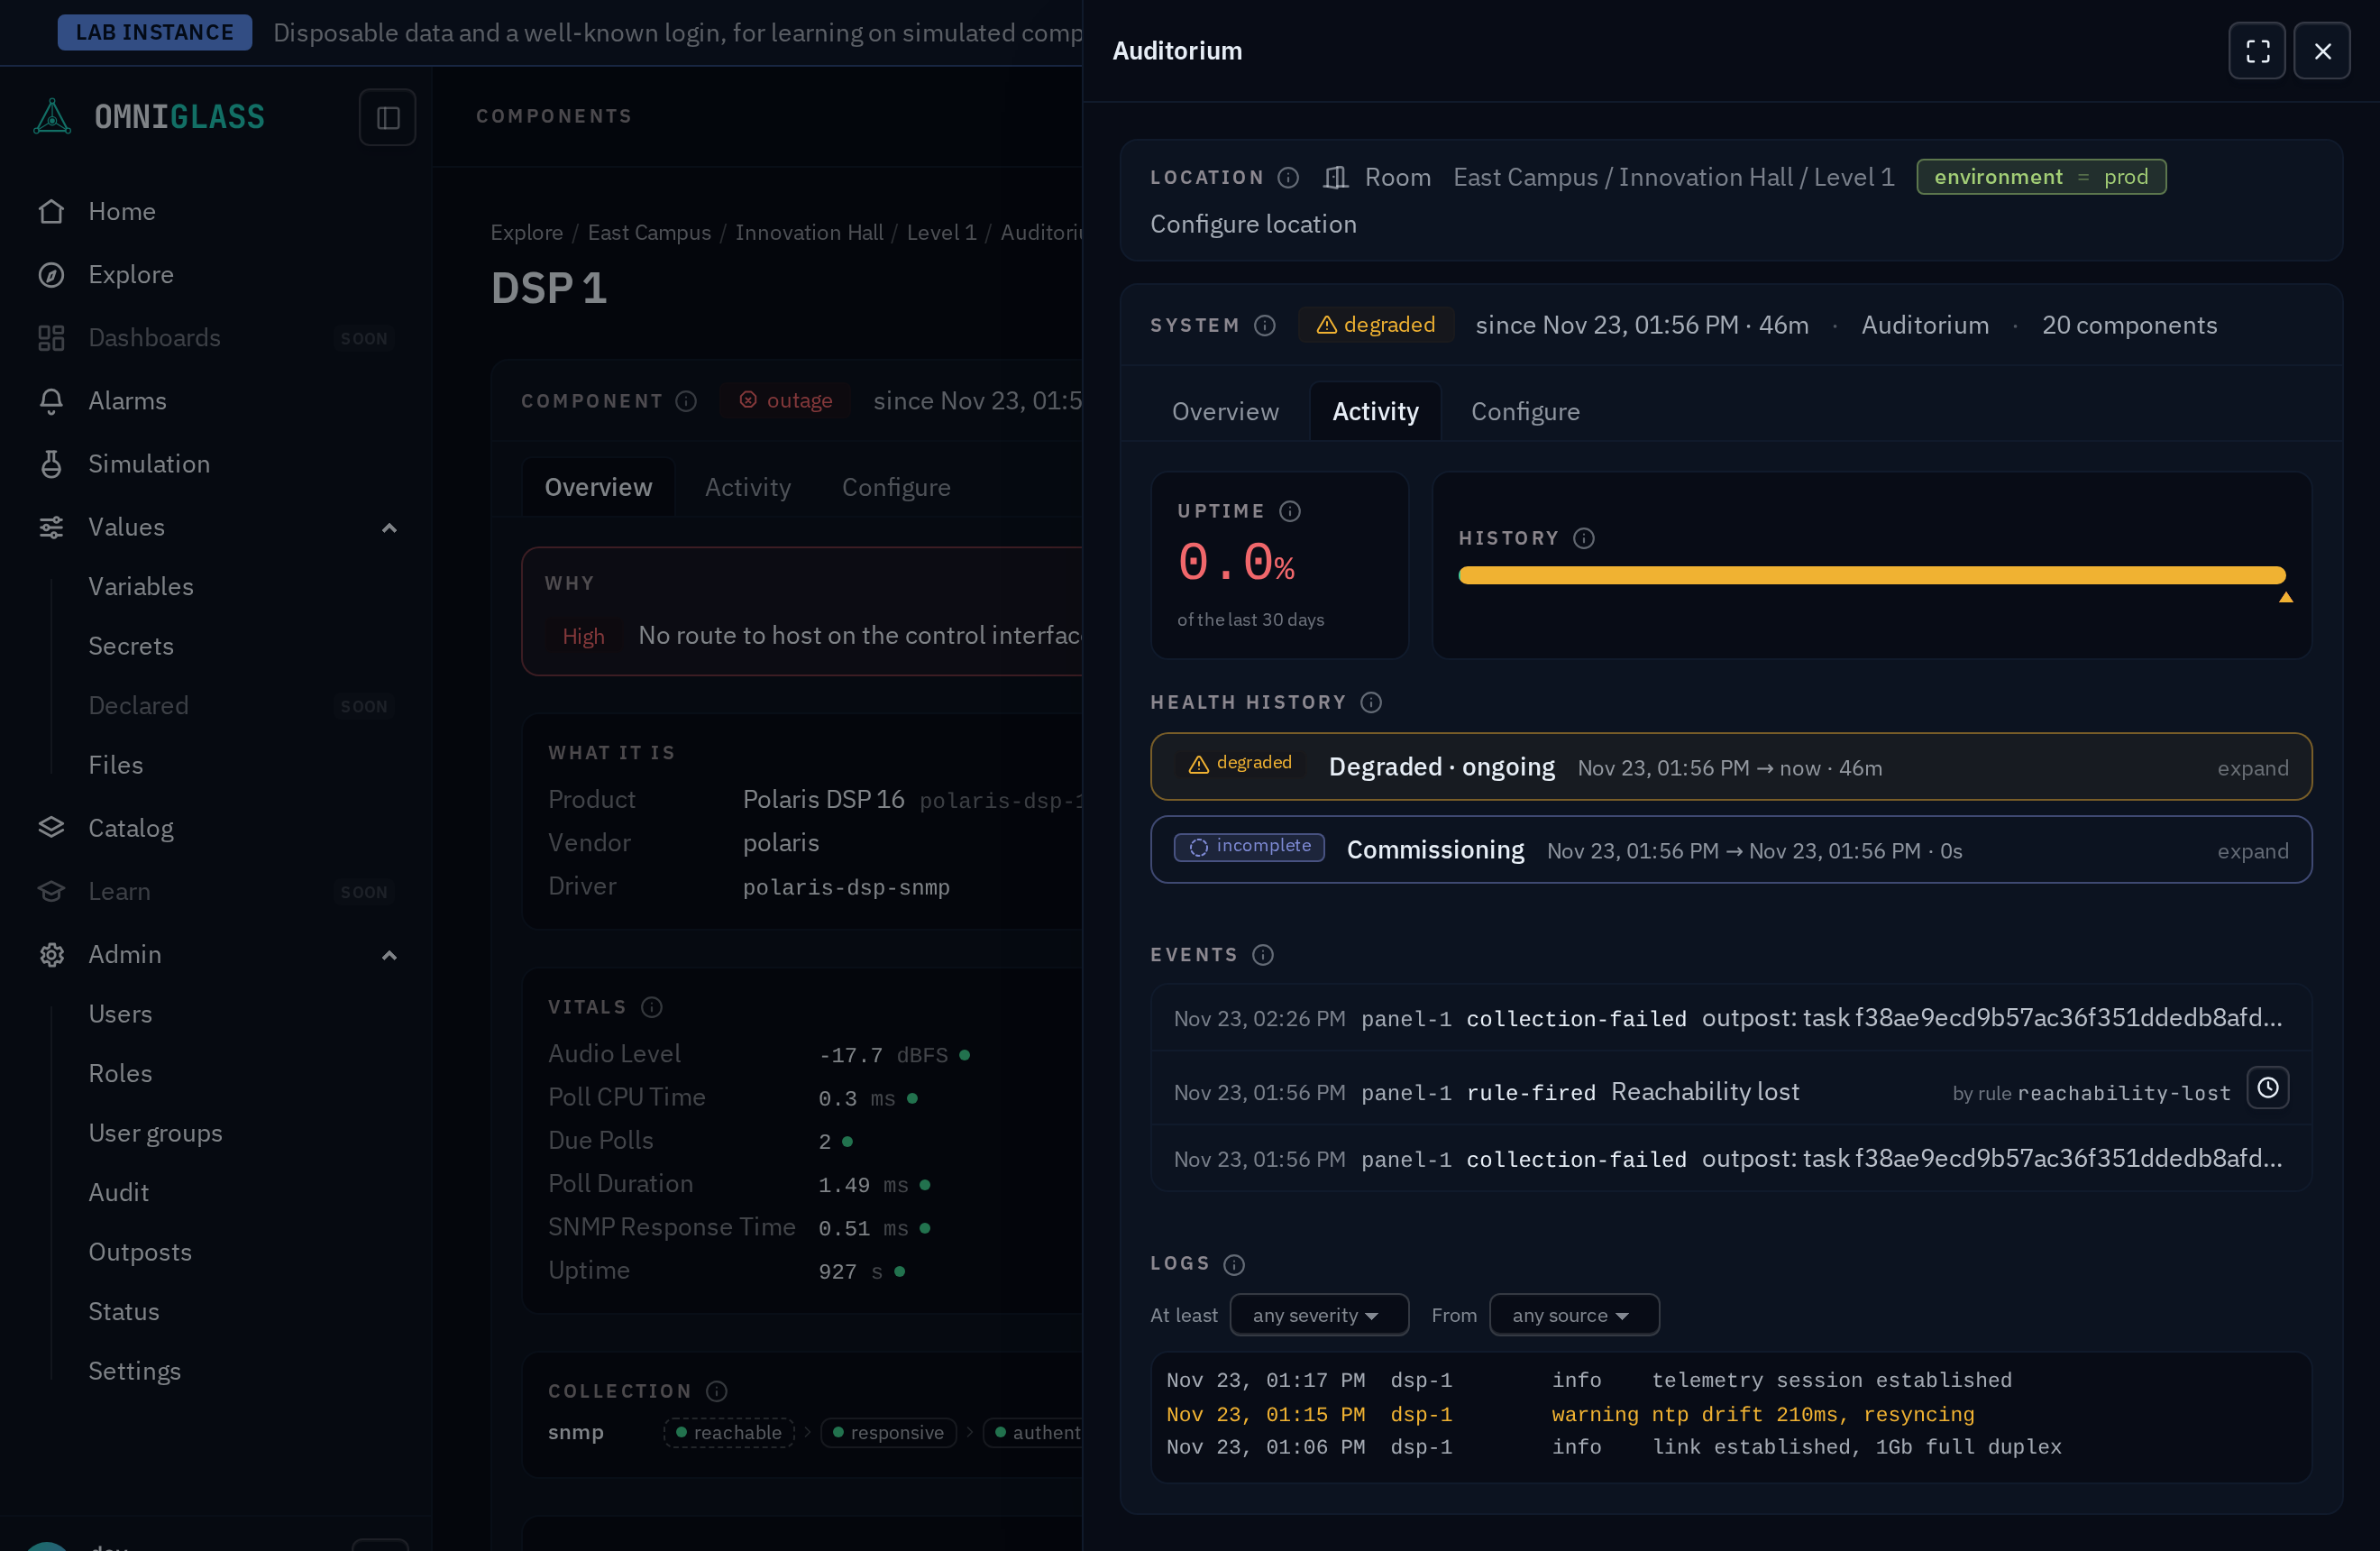 LAB INSTANCE Disposable data and a well-known login, for learning on simulated comp
OMNIGLASS
Home
Explore
Dashboards SOON
Alarms
Simulation
Values
Variables
Secrets
Declared SOON
Files
Catalog
Learn SOON
Admin
Users
Roles
User groups
Audit
Outposts
Status
Settings
COMPONENTS
Explore / East Campus / Innovation Hall / Level 1 /
DSP 1
COMPONENT outage since Nov 23, 01:5
Overview Activity Configure
WHY
High No route to host on the control interfac
WHAT IT IS
Product Polaris DSP 16 polaris-dsp-1
Vendor polaris
Driver polaris-dsp-snmp
VITALS
Audio Level -17.7 dBFS
Poll CPU Time 0.3 ms
Due Polls 2
Poll Duration 1.49 ms
SNMP Response Time 0.51 ms
Uptime 927 s
COLLECTION
snmp reachable › responsive › authent
Auditorium
LOCATION Room East Campus / Innovation Hall / Level 1 environment = prod
Configure location
SYSTEM degraded since Nov 23, 01:56 PM · 46m · Auditorium · 20 components
Overview Activity Configure
UPTIME
0.0%
of the last 30 days
HISTORY
HEALTH HISTORY
degraded Degraded · ongoing Nov 23, 01:56 PM → now · 46m expand
incomplete Commissioning Nov 23, 01:56 PM → Nov 23, 01:56 PM · 0s expand
EVENTS
Nov 23, 02:26 PM panel-1 collection-failed outpost: task f38ae9ecd9b57ac36f351ddedb8afd...
Nov 23, 01:56 PM panel-1 rule-fired Reachability lost by rule reachability-lost
Nov 23, 01:56 PM panel-1 collection-failed outpost: task f38ae9ecd9b57ac36f351ddedb8afd...
LOGS
At least any severity From any source
Nov 23, 01:17 PM dsp-1 info telemetry session established
Nov 23, 01:15 PM dsp-1 warning ntp drift 210ms, resyncing
Nov 23, 01:06 PM dsp-1 info link established, 1Gb full duplex